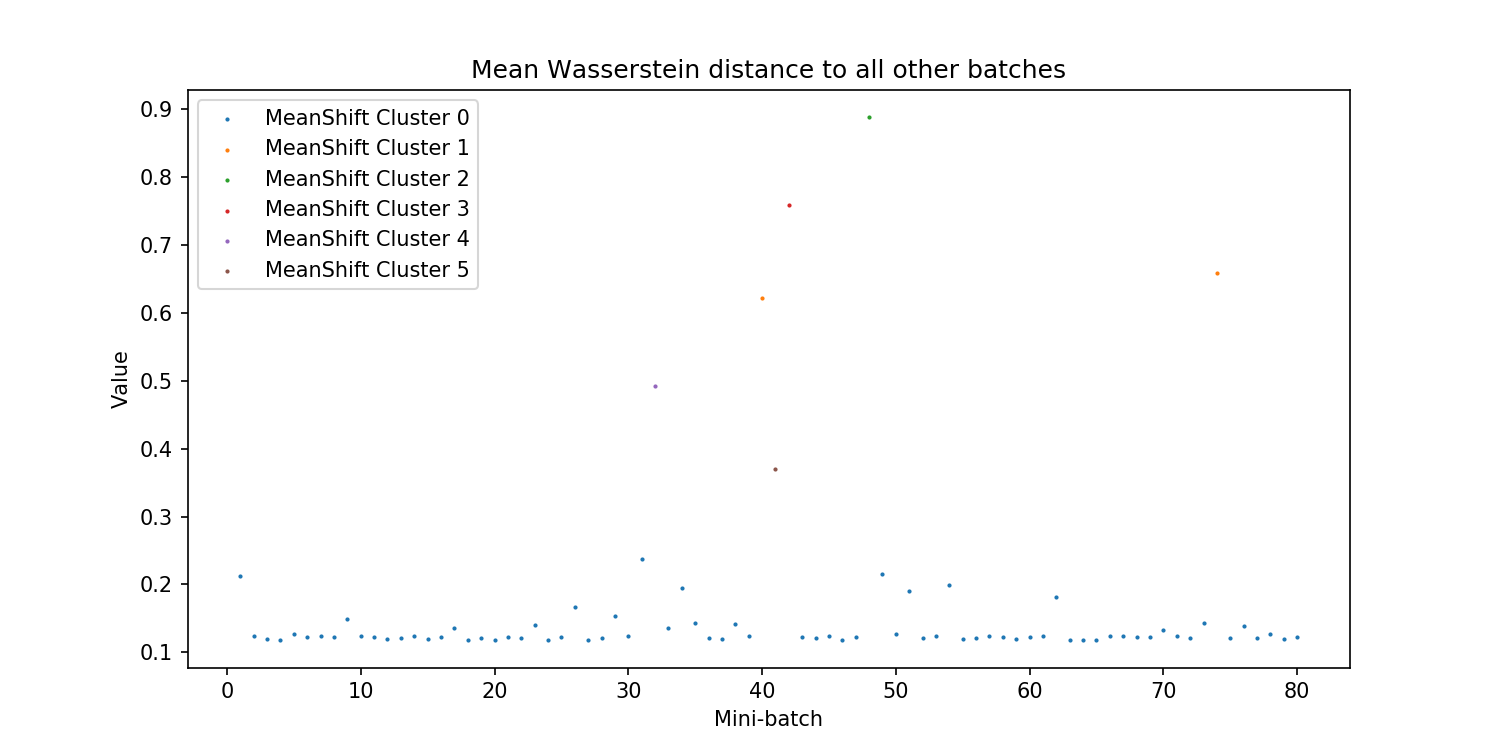 Mean Wasserstein distance to all other batches
MeanShift Cluster 0
MeanShift Cluster 1
MeanShift Cluster 2
MeanShift Cluster 3
MeanShift Cluster 4
MeanShift Cluster 5
0.9
0.8
0.7
0.6
0.5
0.4
0.3
0.2
0.1
Value
0 10 20 30 40 50 60 70 80
Mini-batch